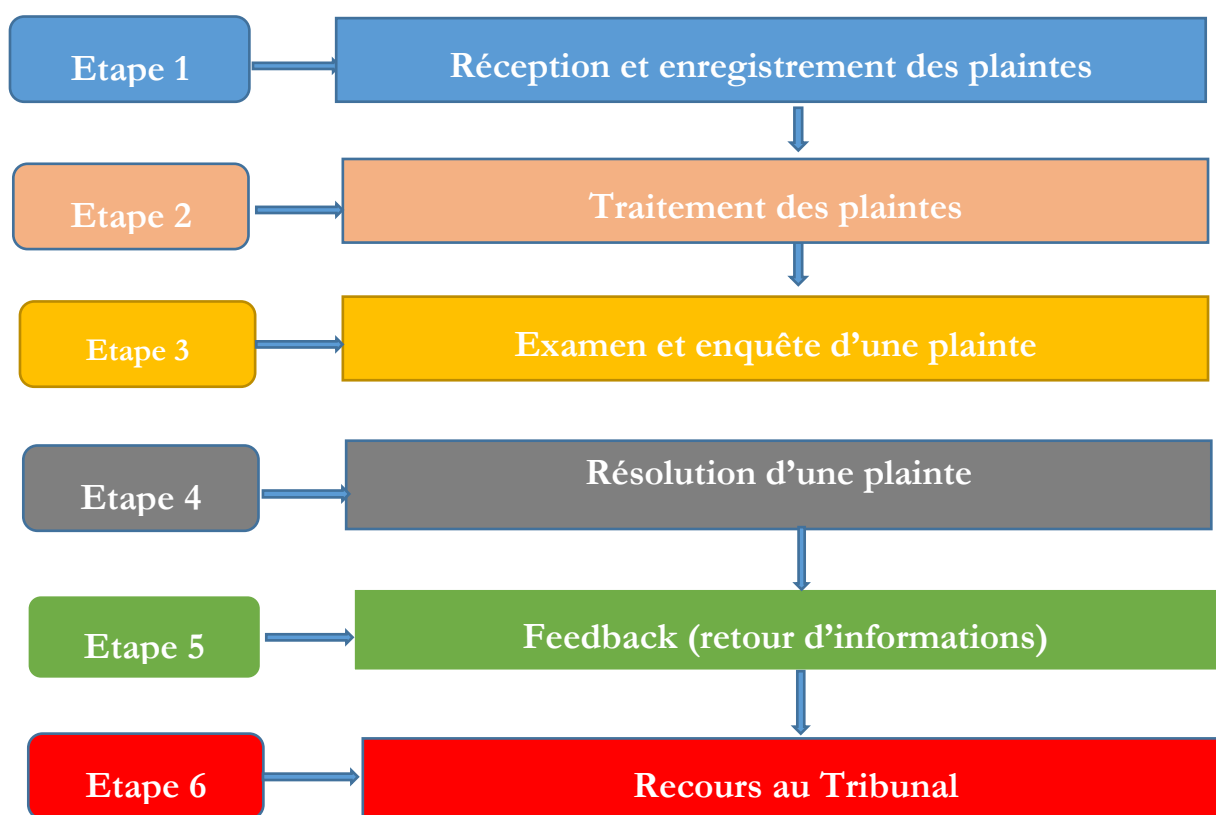 Etape 1
Réception et enregistrement des plaintes
Etape 2
Traitement des plaintes
Etape 3
Examen et enquête d’une plainte
Etape 4
Résolution d’une plainte
Etape 5
Feedback (retour d’informations)
Etape 6
Recours au Tribunal